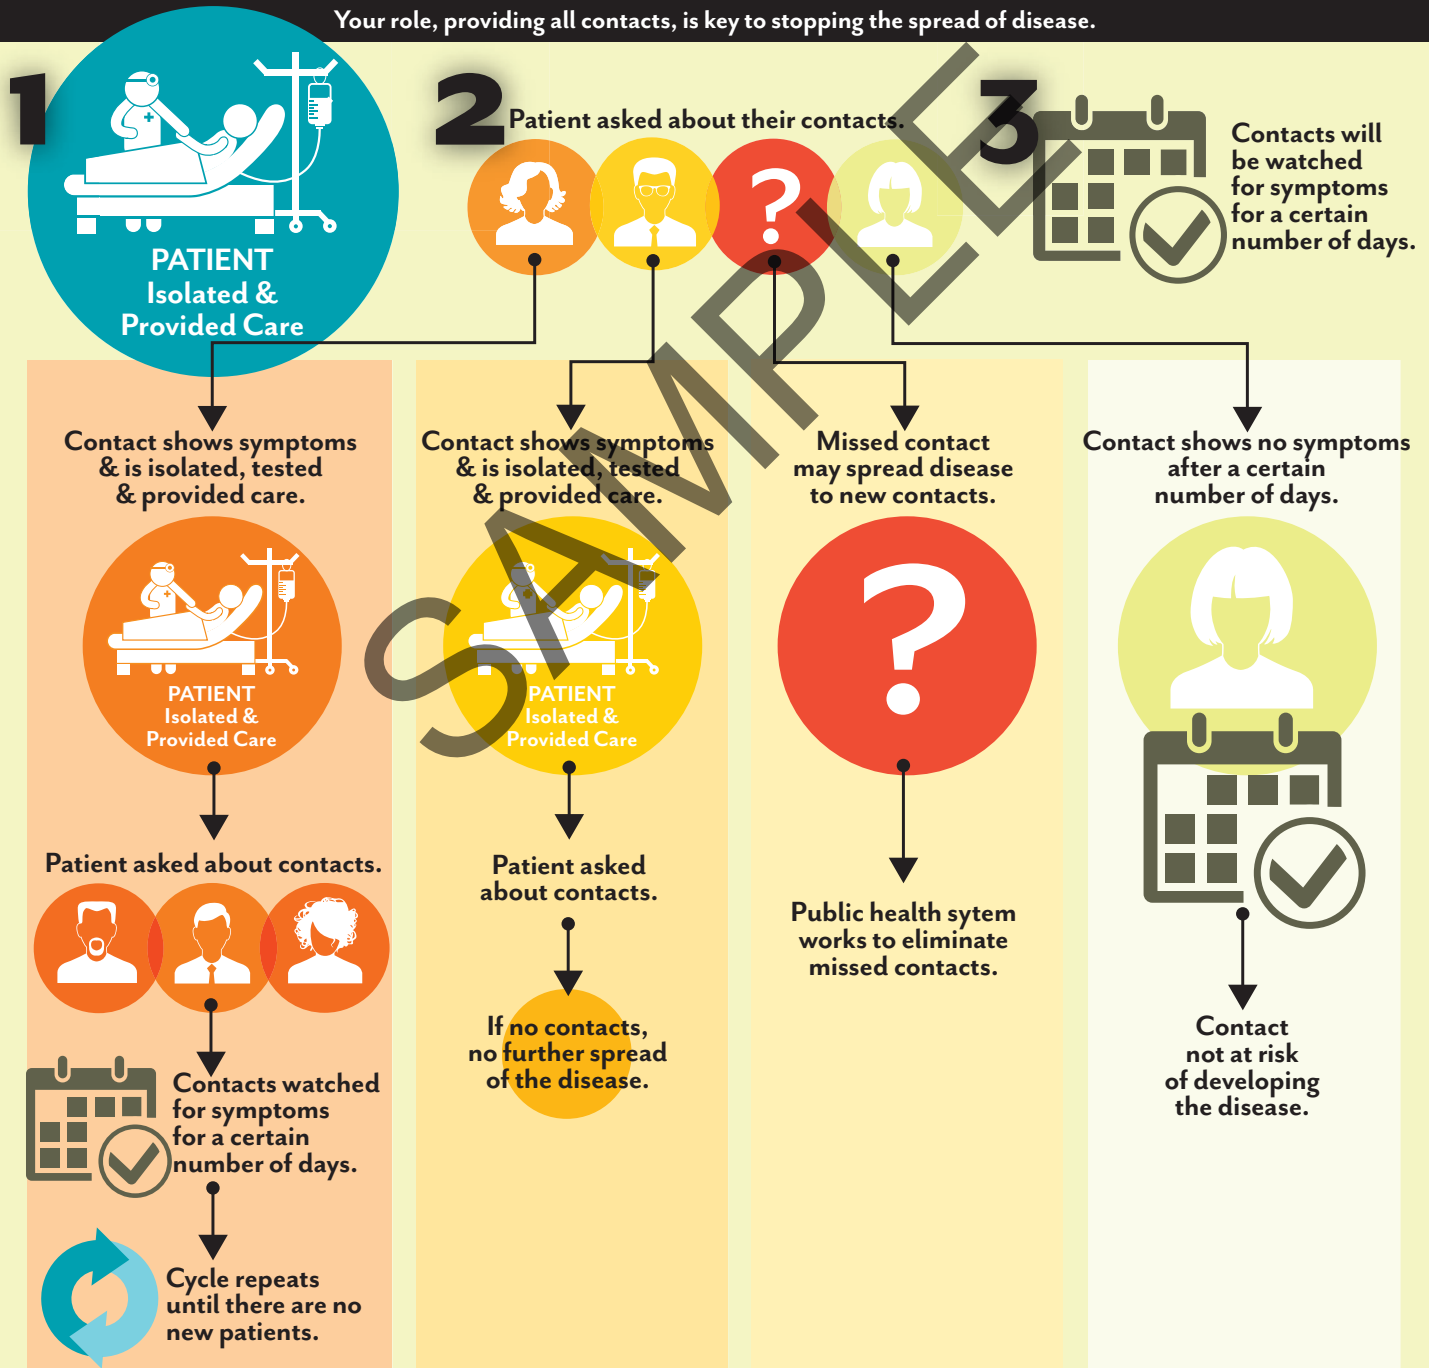 Your role, providing all contacts, is key to stopping the spread of disease.
1
PATIENT
Isolated &
Provided Care
2
Patient asked about their contacts.
?
3
Contacts will
be watched
for symptoms
for a certain
number of days.
Contact shows symptoms
& is isolated, tested
& provided care.
PATIENT
Isolated &
Provided Care
Patient asked about contacts.
Contacts watched
for symptoms
for a certain
number of days.
Cycle repeats
until there are no
new patients.
Contact shows symptoms
& is isolated, tested
& provided care.
PATIENT
Isolated &
Provided Care
Patient asked
about contacts.
If no contacts,
no further spread
of the disease.
Missed contact
may spread disease
to new contacts.
?
Public health sytem
works to eliminate
missed contacts.
Contact shows no symptoms
after a certain
number of days.
Contact
not at risk
of developing
the disease.
SAMPLE